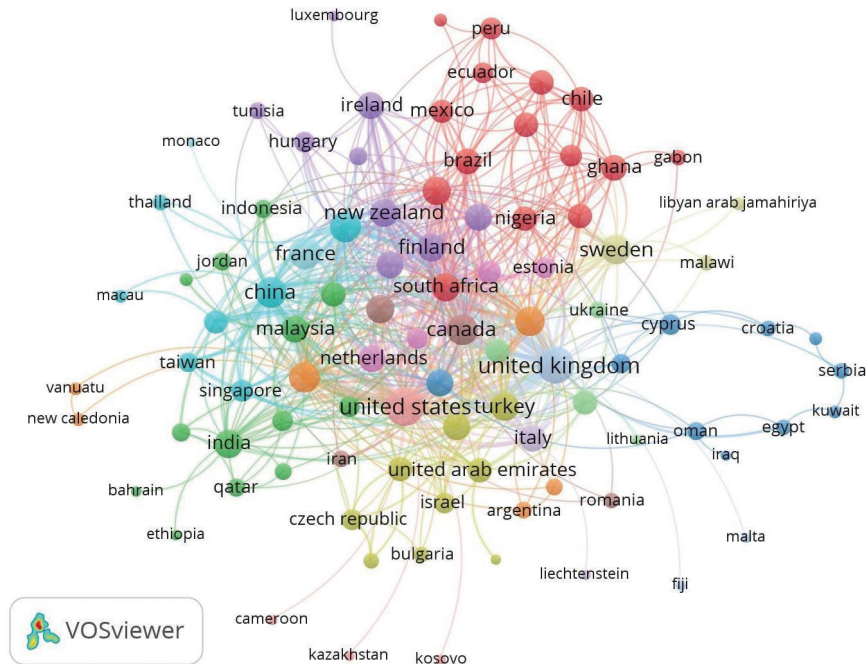 luxembourg
peru
ecuador
ireland
mexico
chile
tunisia
monaco
hungary
brazil
ghana
gabon
thailand
indonesia
new zealand
nigeria
libyan arab jamahiriya
france
finland
sweden
jordan
estonia
malawi
china
south africa
macau
malaysia
canada
ukraine
cyprus
croatia
taiwan
netherlands
united kingdom
serbia
vanuatu
singapore
new caledonia
united states
turkey
kuwait
india
italy
lithuania
oman
egypt
iran
united arab emirates
iraq
bahrain
qatar
israel
romania
argentina
czech republic
ethiopia
bulgaria
malta
liechtenstein
fiji
cameroon
VOSviewer
kazakhstan
kosovo